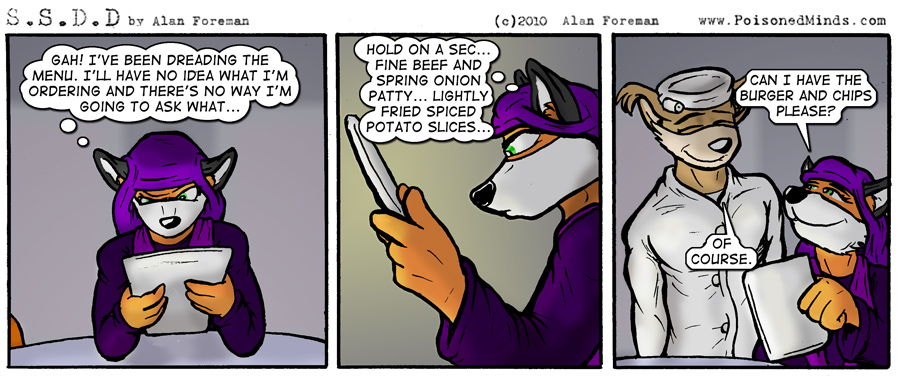 S.S.D.D by Alan Foreman (c)2010 Alan Foreman www.PoisonedMinds.com
GAH! I'VE BEEN DREADING THE
MENU. I'LL HAVE NO IDEA WHAT I'M
ORDERING AND THERE'S NO WAY I'M
GOING TO ASK WHAT...
HOLD ON A SEC...
FINE BEEF AND
SPRING ONION
PATTY... LIGHTLY
FRIED SPICED
POTATO SLICES...
CAN I HAVE THE
BURGER AND CHIPS
PLEASE?
OF
COURSE.